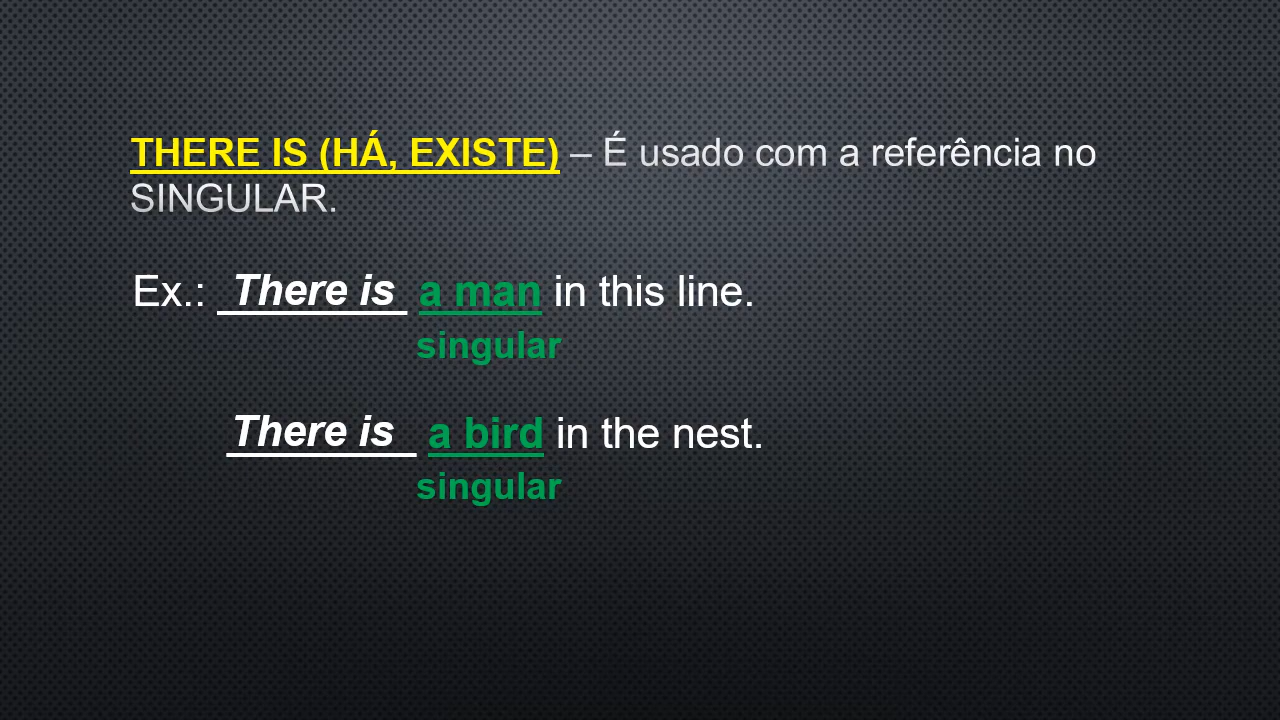 THERE IS (HÁ, EXISTE) – É usado com a referência no
SINGULAR.
Ex.: There is a man in this line.
singular
There is a bird in the nest.
singular